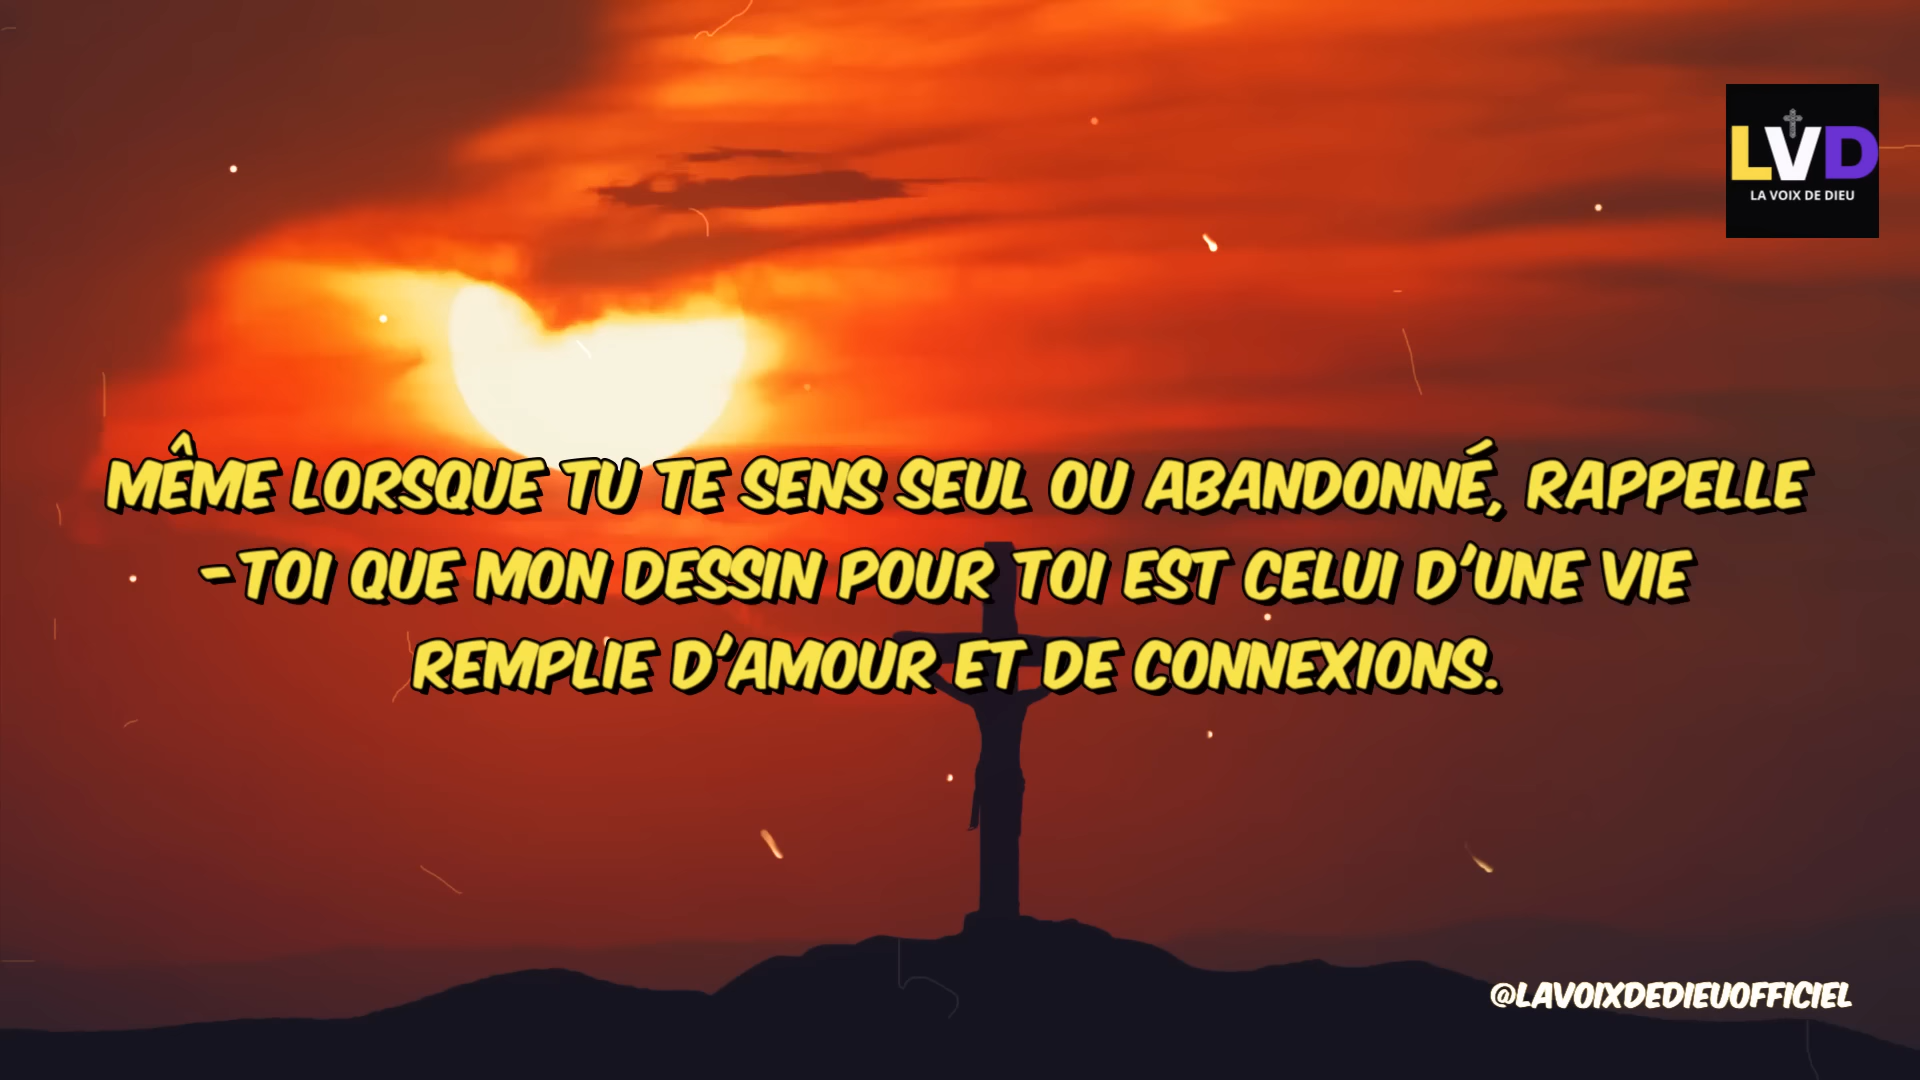 LVD
LA VOIX DE DIEU
MÊME LORSQUE TU TE SENS SEUL OU ABANDONNÉ, RAPPELLE
-TOI QUE MON DESSIN POUR TOI EST CELUI D'UNE VIE
REMPLIE D'AMOUR ET DE CONNEXIONS.
@LAVOIXDEDIEUOFFICIEL